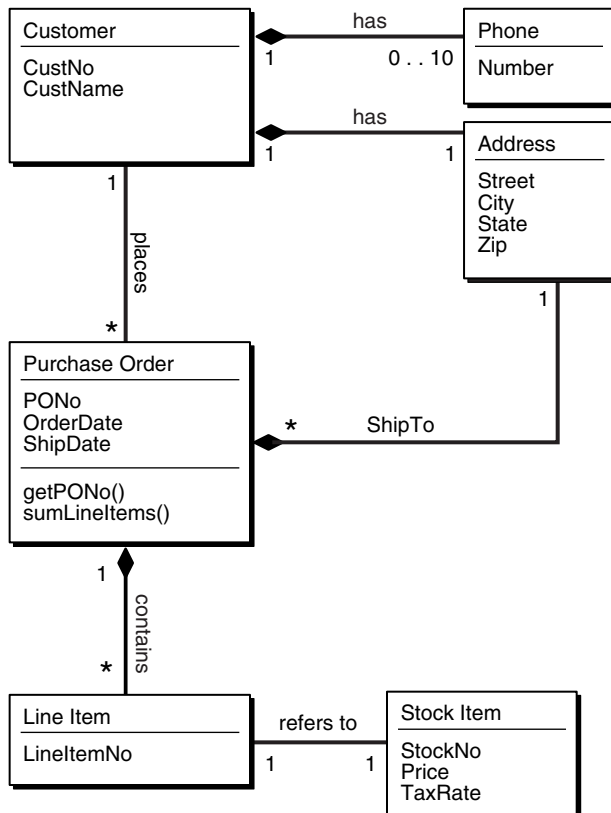 Customer
CustNo
CustName
has
1
0 . . 10
Phone
Number
has
1
1
Address
Street
City
State
Zip
1
places
*
1
Purchase Order
PONo
OrderDate
ShipDate
getPONo()
sumLineItems()
*
ShipTo
1
contains
*
Line Item
LineItemNo
refers to
1
1
Stock Item
StockNo
Price
TaxRate